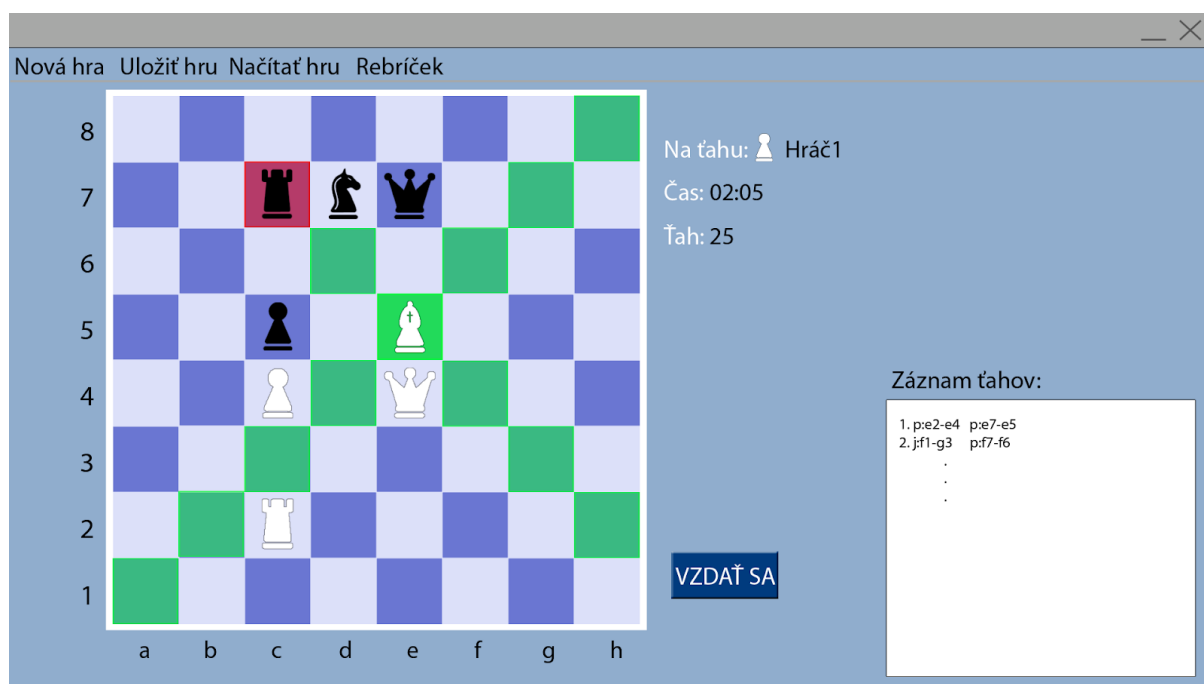 Nová hra Uložiť hru Načítať hru Rebríček
8
7
6
5
4
3
2
1
a b c d e f g h
Na ťahu: Hráč1
Čas: 02:05
Ťah: 25
Záznam ťahov:
1. p:e2-e4 p:e7-e5
2. j:f1-g3 p:f7-f6
.
.
.
VZDAŤ SA